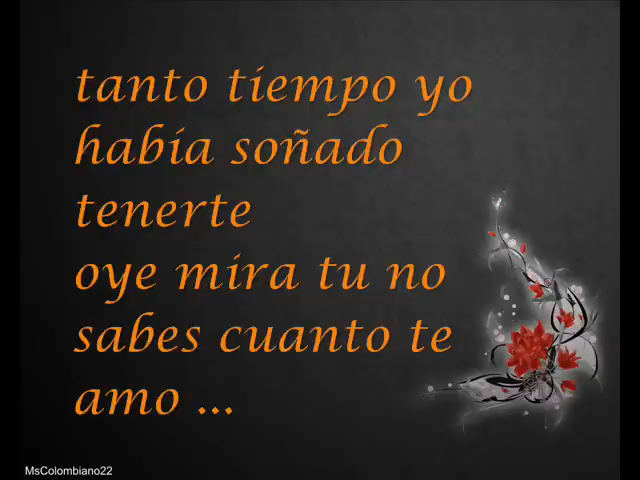 tanto tiempo yo
había soñado
tenerte
oye mira tu no
sabes cuanto te
amo ...
MsColombiano22